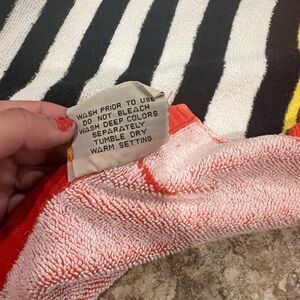 WASH PRIOR TO USE
DO NOT BLEACH
WASH DEEP COLORS
SEPARATELY
TUMBLE DRY
WARM SETTING